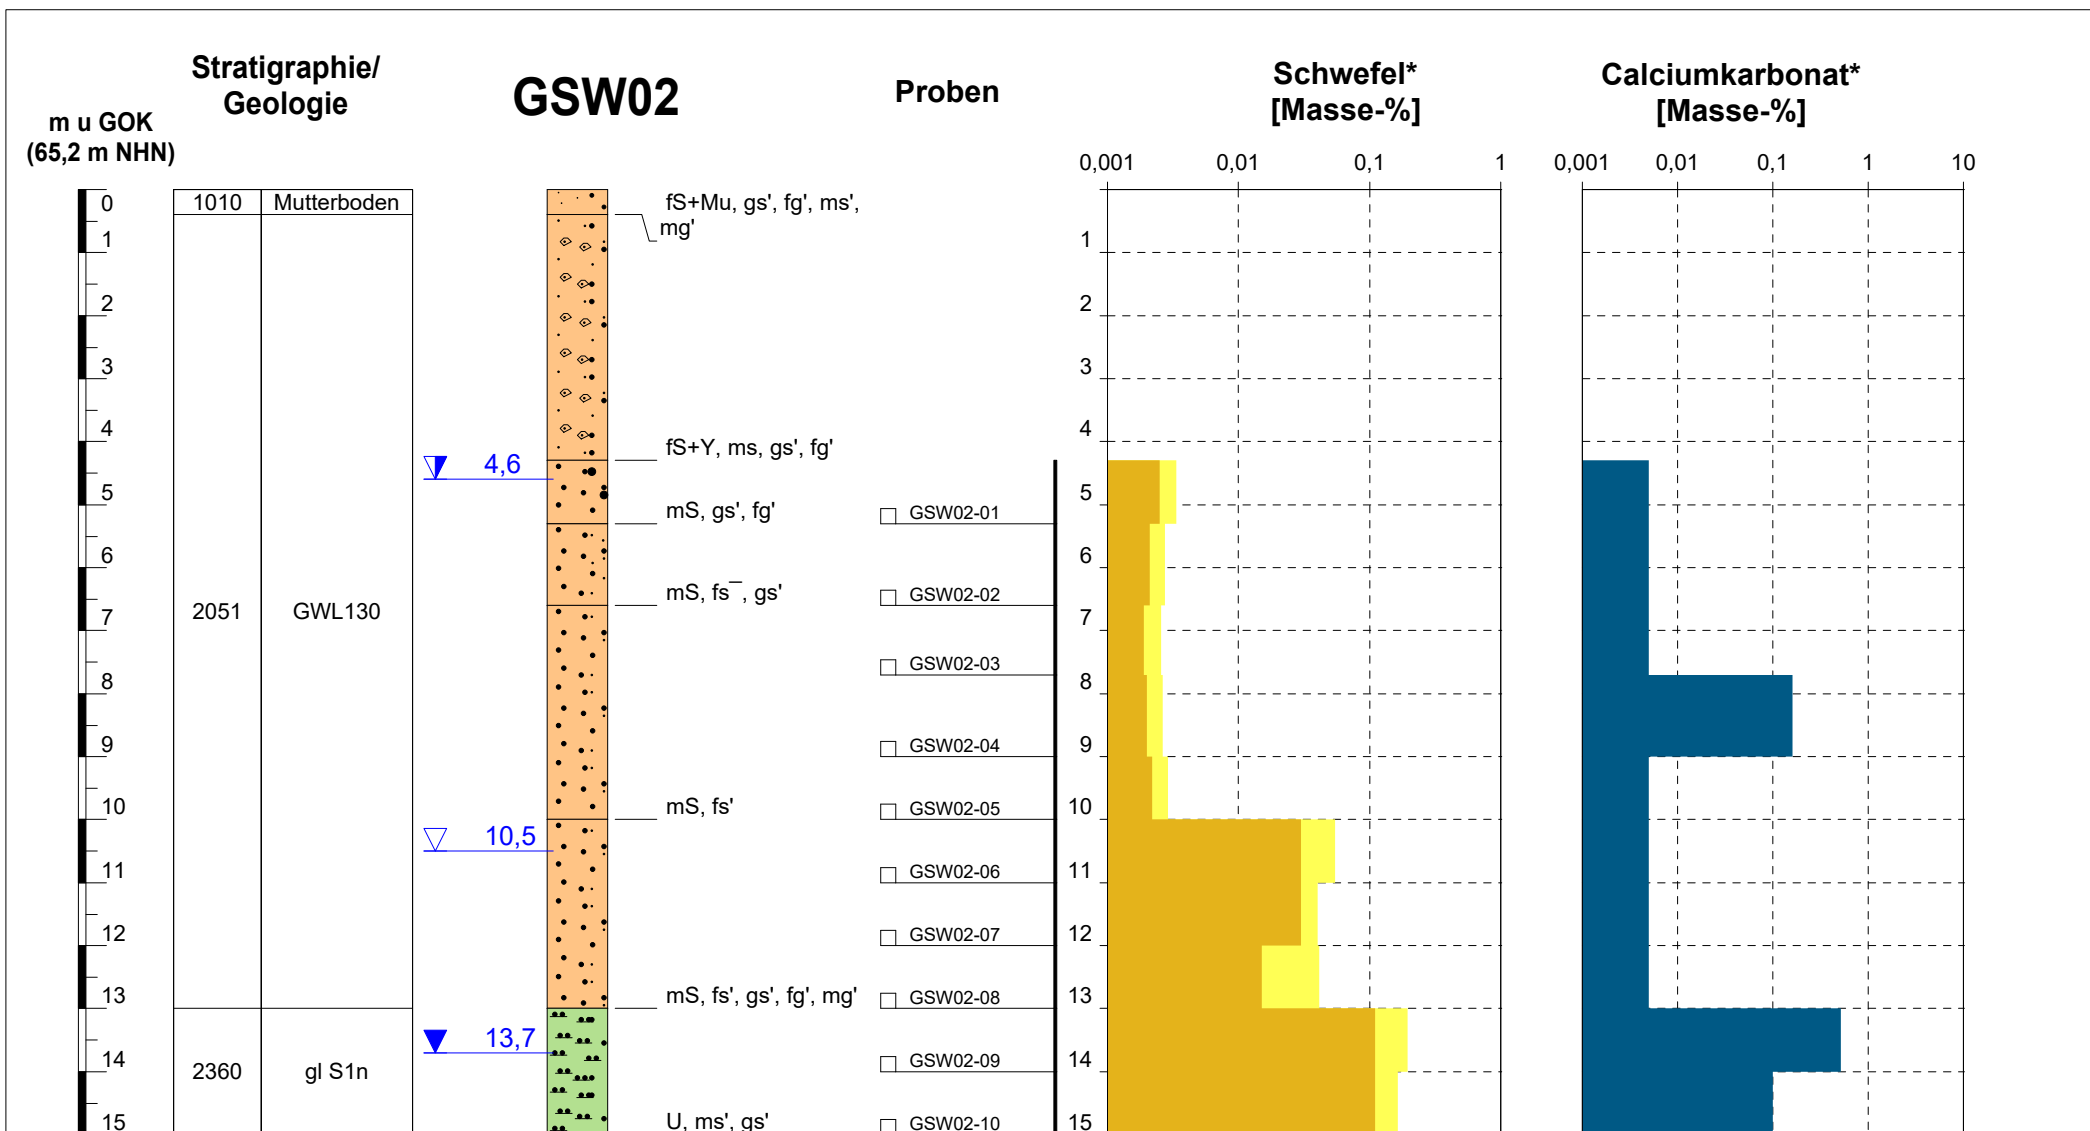 Stratigraphie/
Geologie
GSW02
Proben
Schwefel*
[Masse-%]
Calciumkarbonat*
[Masse-%]
m u GOK
(65,2 m NHN)
0,001 0,01 0,1 1
0,001 0,01 0,1 1 10
0
1010 Mutterboden
fS+Mu, gs', fg', ms',
mg'
1 1
2 2
3 3
4 4
fS+Y, ms, gs', fg'
4,6
5 5
mS, gs', fg'
GSW02-01
6 6
mS, fs¯, gs'
GSW02-02
7 7
2051 GWL130
GSW02-03
8 8
9 9
GSW02-04
10 10
mS, fs'
GSW02-05
10,5
11 11
GSW02-06
12 12
GSW02-07
13 13
mS, fs', gs', fg', mg'
GSW02-08
13,7
14 14
GSW02-09
2360 gl S1n
15 15
U, ms', gs'
GSW02-10